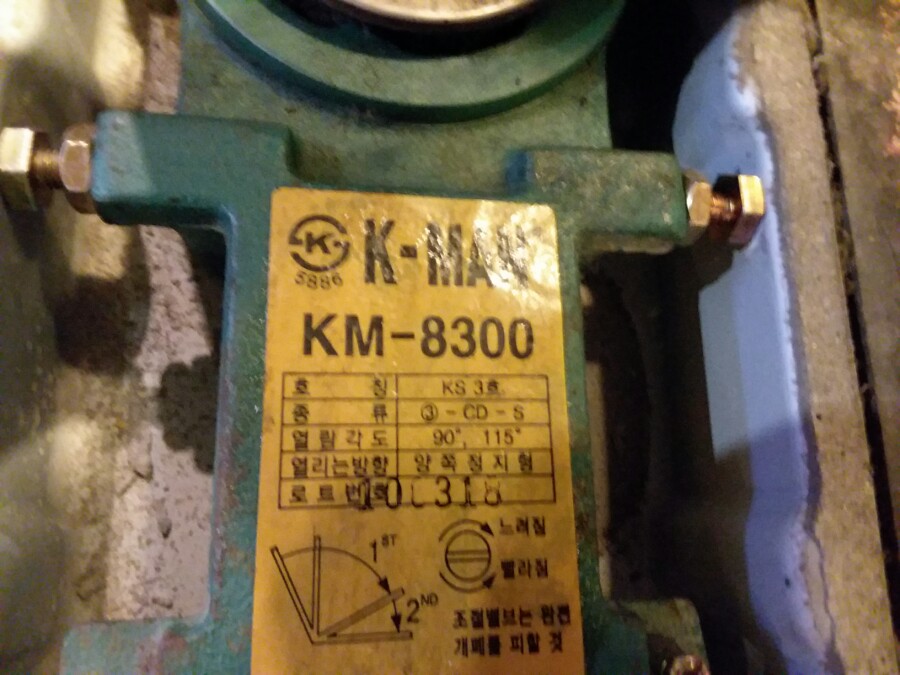 K
5886
K-MAN
KM-8300
호 칭 KS 3호
종 류 ③-CD-S
열림각도 90°, 115°
열리는방향 양쪽정지형
로트번호
1ST
2ND
느려짐
빨라짐
조절밸브는 완전
개폐를 피할 것